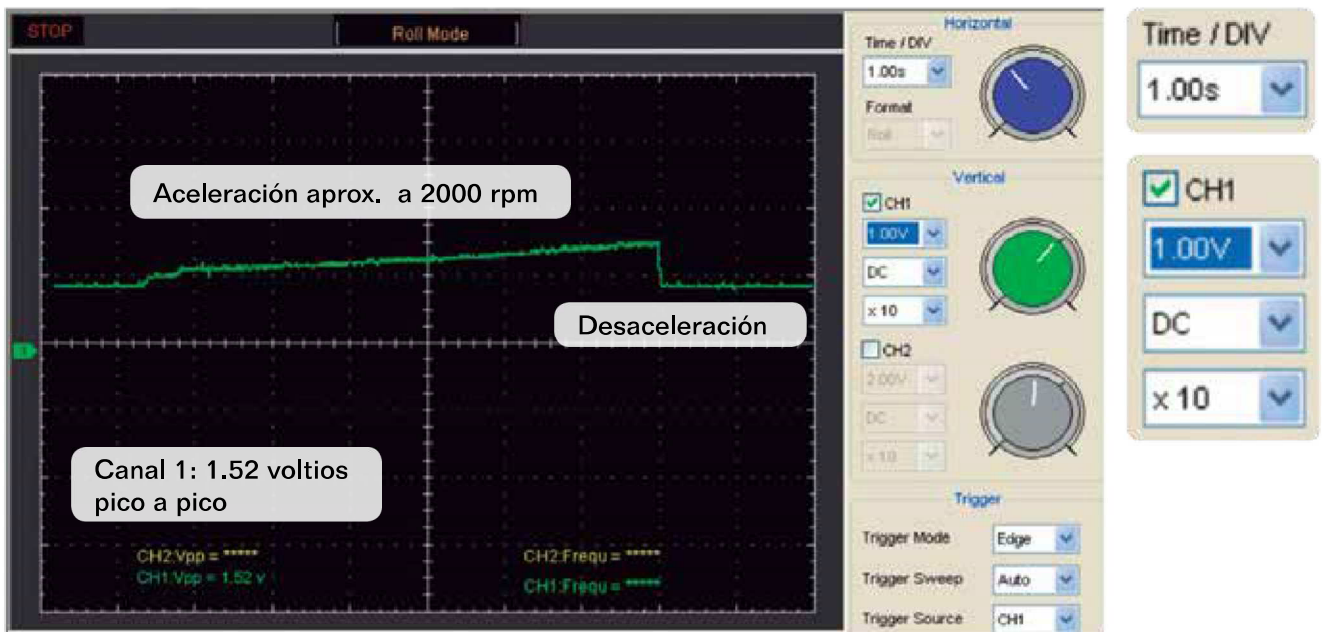 STOP
Roll Mode
Aceleración aprox. a 2000 rpm
Desaceleración
Canal 1: 1.52 voltios
pico a pico
CH2:Vpp = *****
CH2:Frequ = *****
CH1:Vpp = 1.52 v
CH1:Frequ = *****
1
Horizontal
Time / DIV
1.00s
Format
Roll
Vertical
CH1
1.00V
DC
x 10
CH2
2.00V
DC
x 10
Trigger
Trigger Mode
Edge
Trigger Sweep
Auto
Trigger Source
CH1
Time / DIV
1.00s
CH1
1.00V
DC
x 10